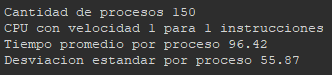 Cantidad de procesos 150
CPU con velocidad 1 para 1 instrucciones
Tiempo promedio por proceso 96.42
Desviacion estandar por proceso 55.87